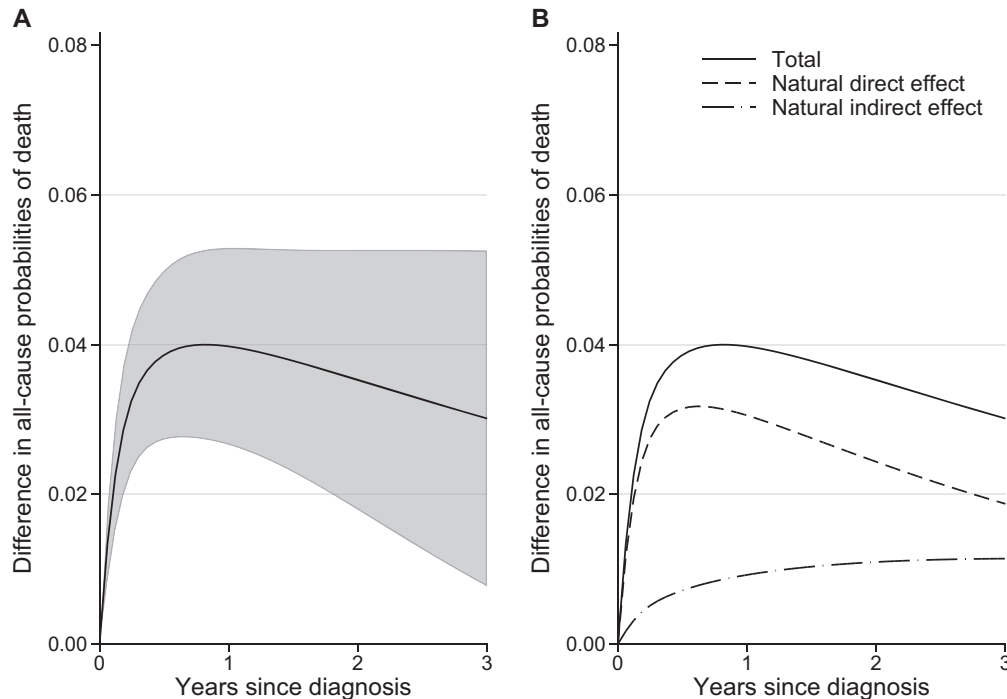 A
Difference in all-cause probabilities of death
0.08
0.06
0.04
0.02
0.00
0
1
2
3
Years since diagnosis
B
Difference in all-cause probabilities of death
0.08
0.06
0.04
0.02
0.00
0
1
2
3
Years since diagnosis
Total
Natural direct effect
Natural indirect effect